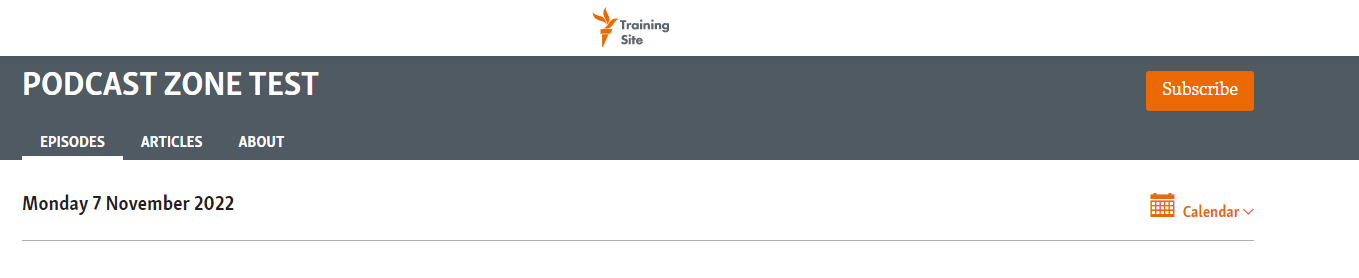 Training
Site
PODCAST ZONE TEST
Subscribe
EPISODES ARTICLES ABOUT
Monday 7 November 2022
Calendar